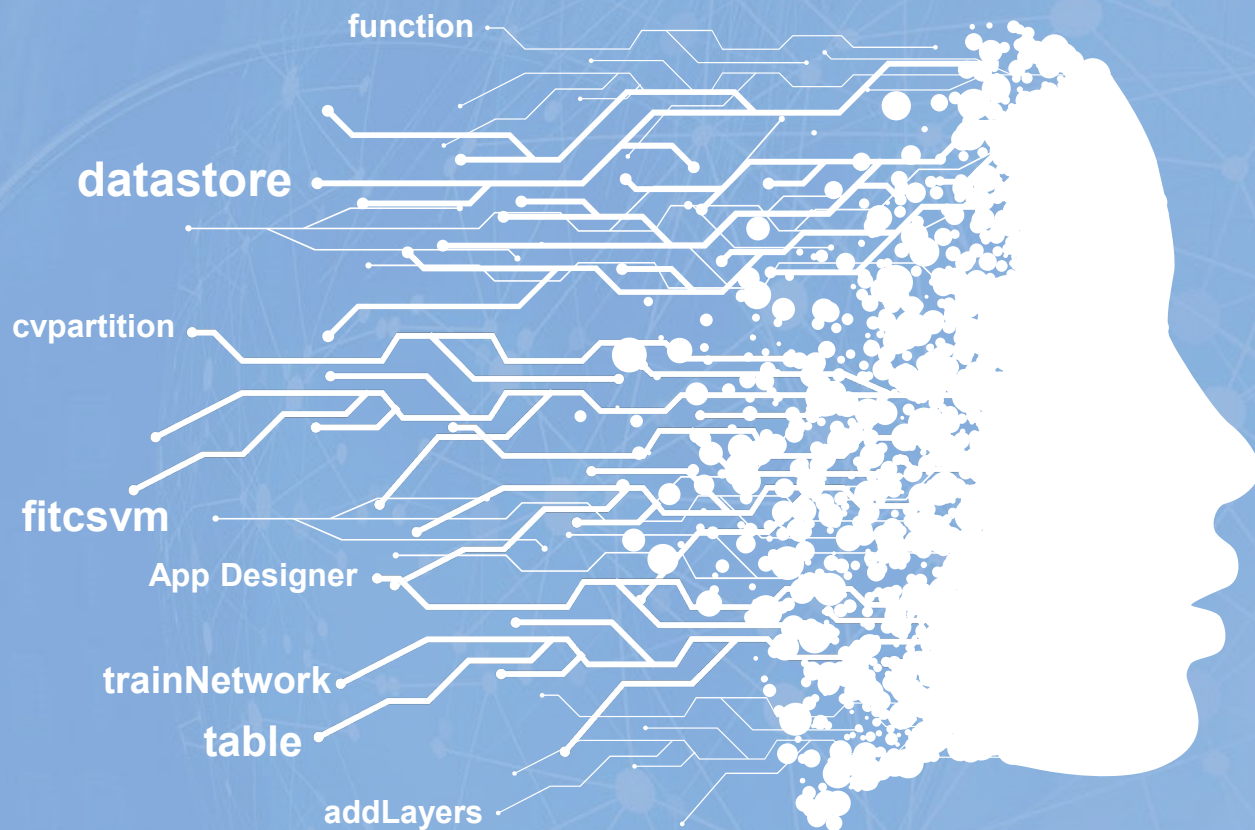 function
datastore
cvpartition
fitcsvm
App Designer
trainNetwork
table
addLayers